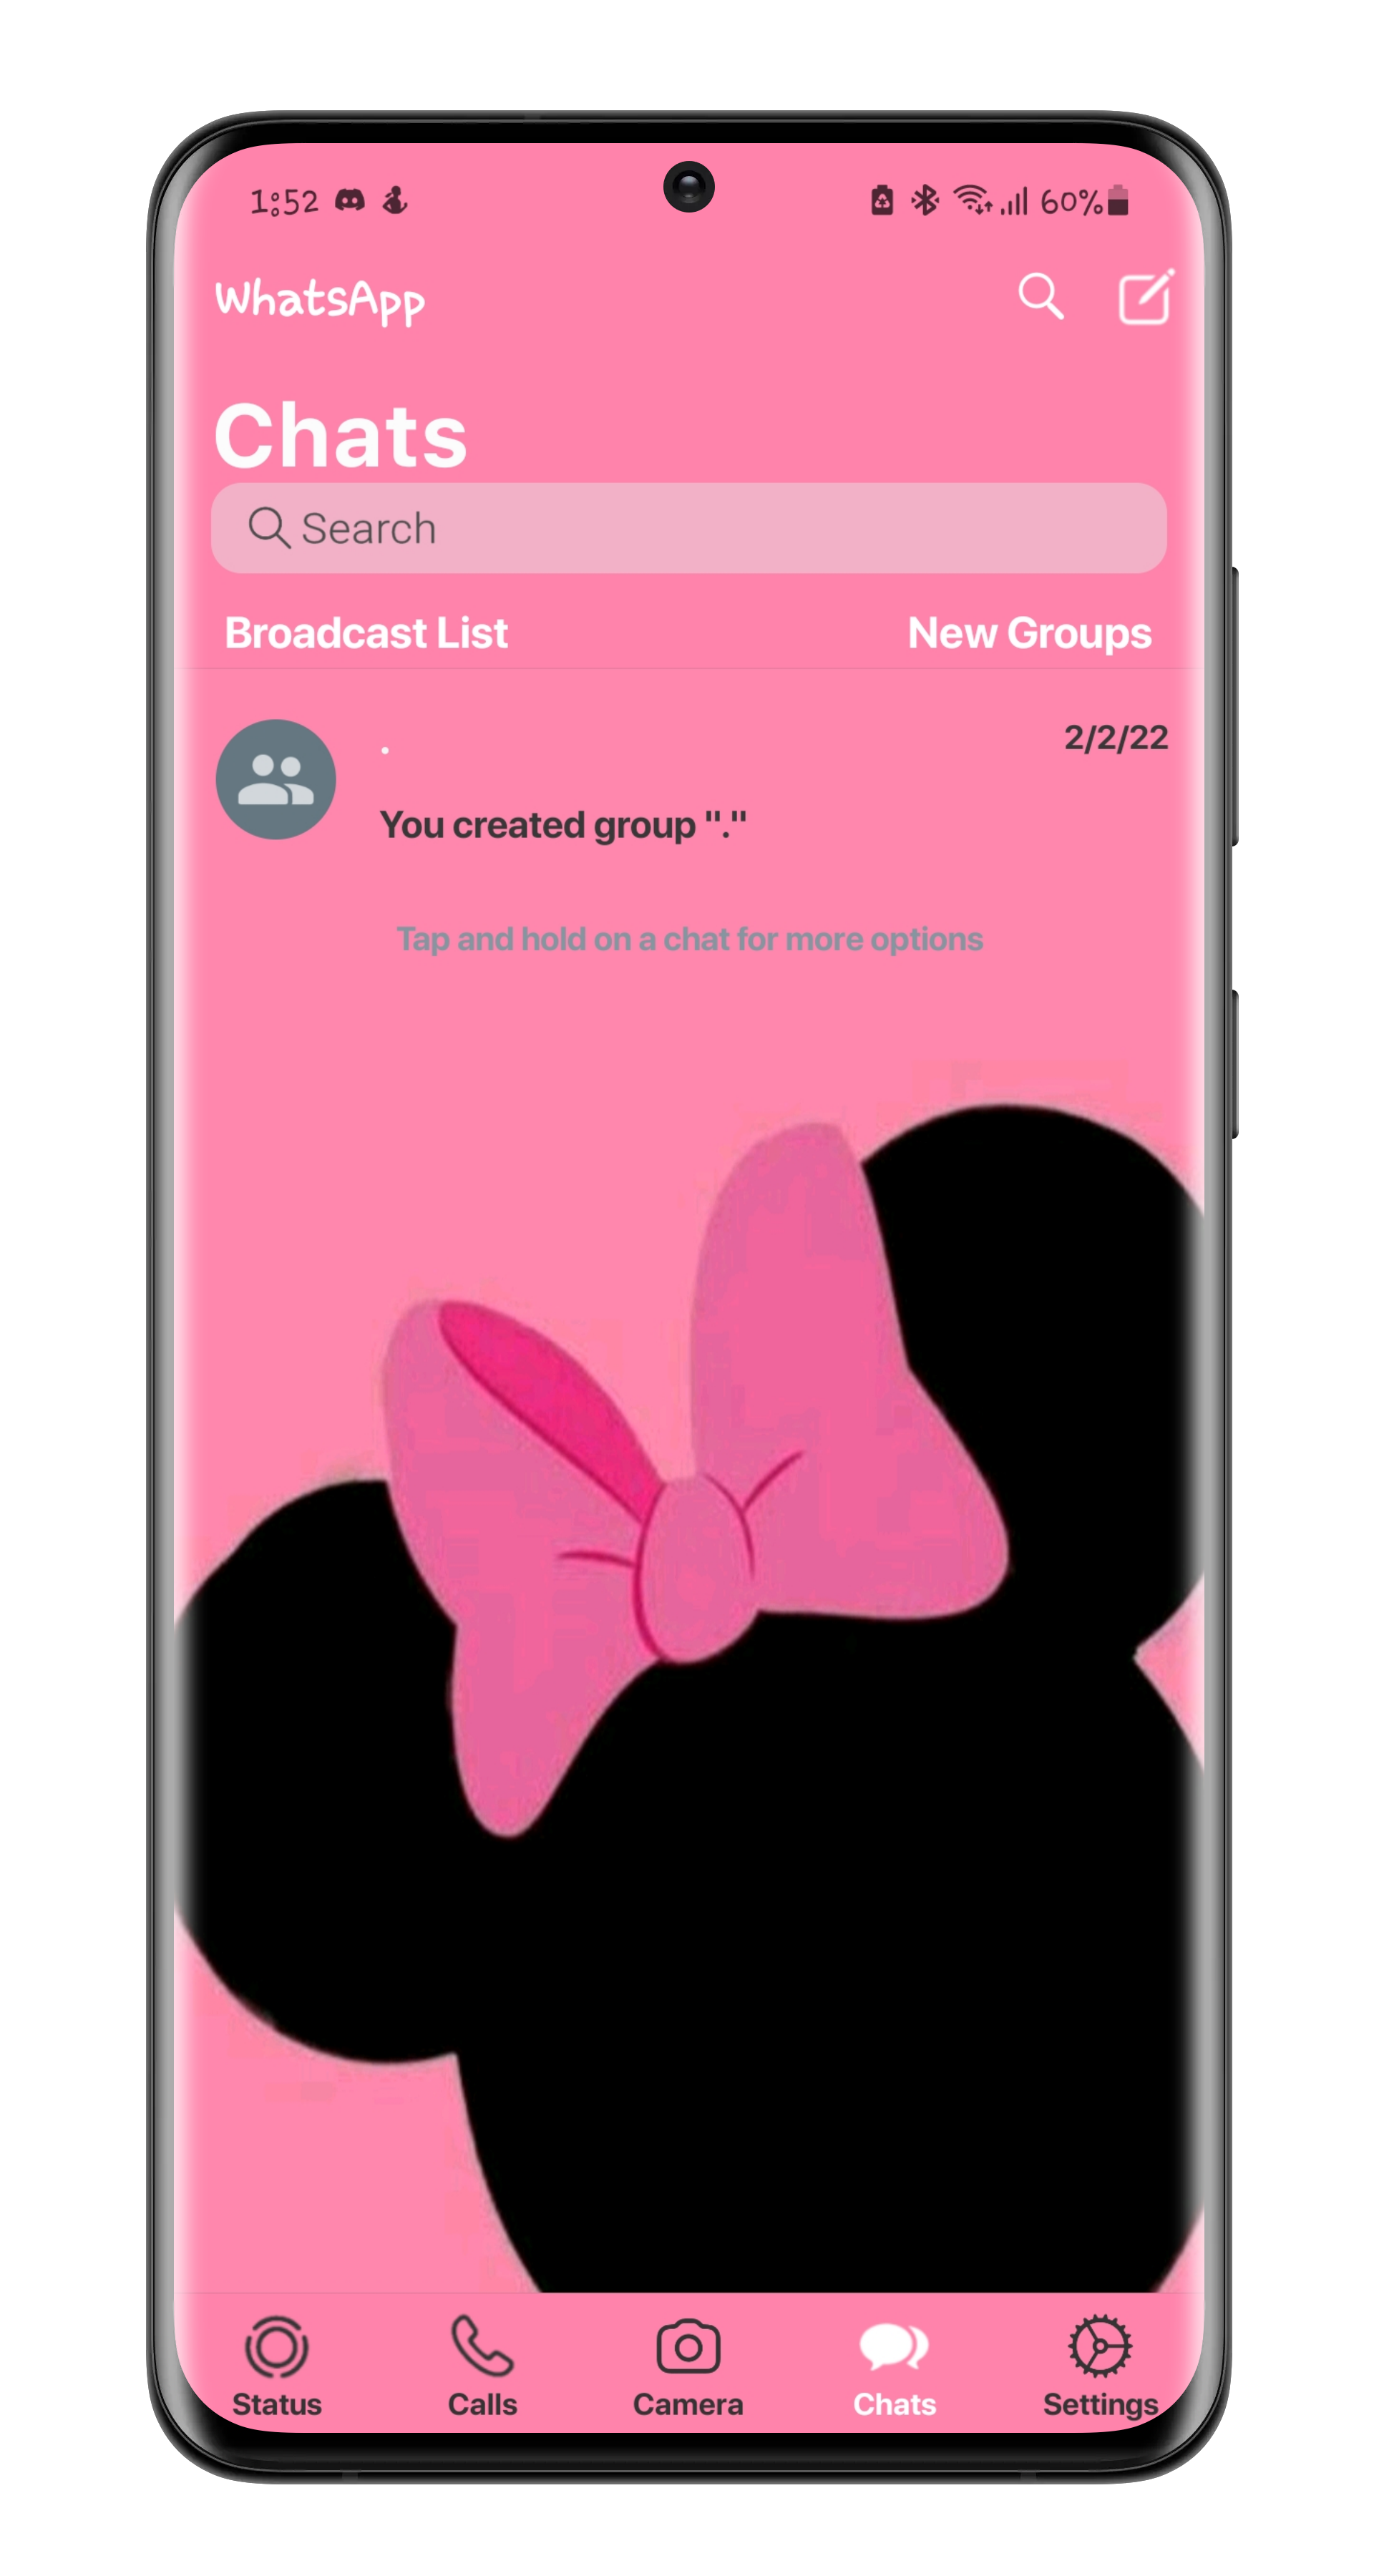 1:52 60%
WhatsApp
Chats
Search
Broadcast List New Groups
. 2/2/22
You created group "."
Tap and hold on a chat for more options
Status Calls Camera Chats Settings